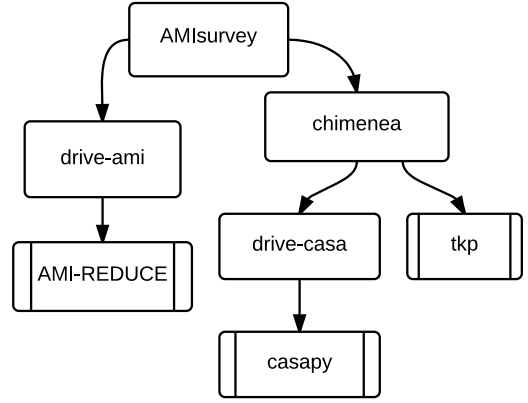 AMIsurvey
chimenea
drive-ami
drive-casa
tkp
AMI-REDUCE
casapy